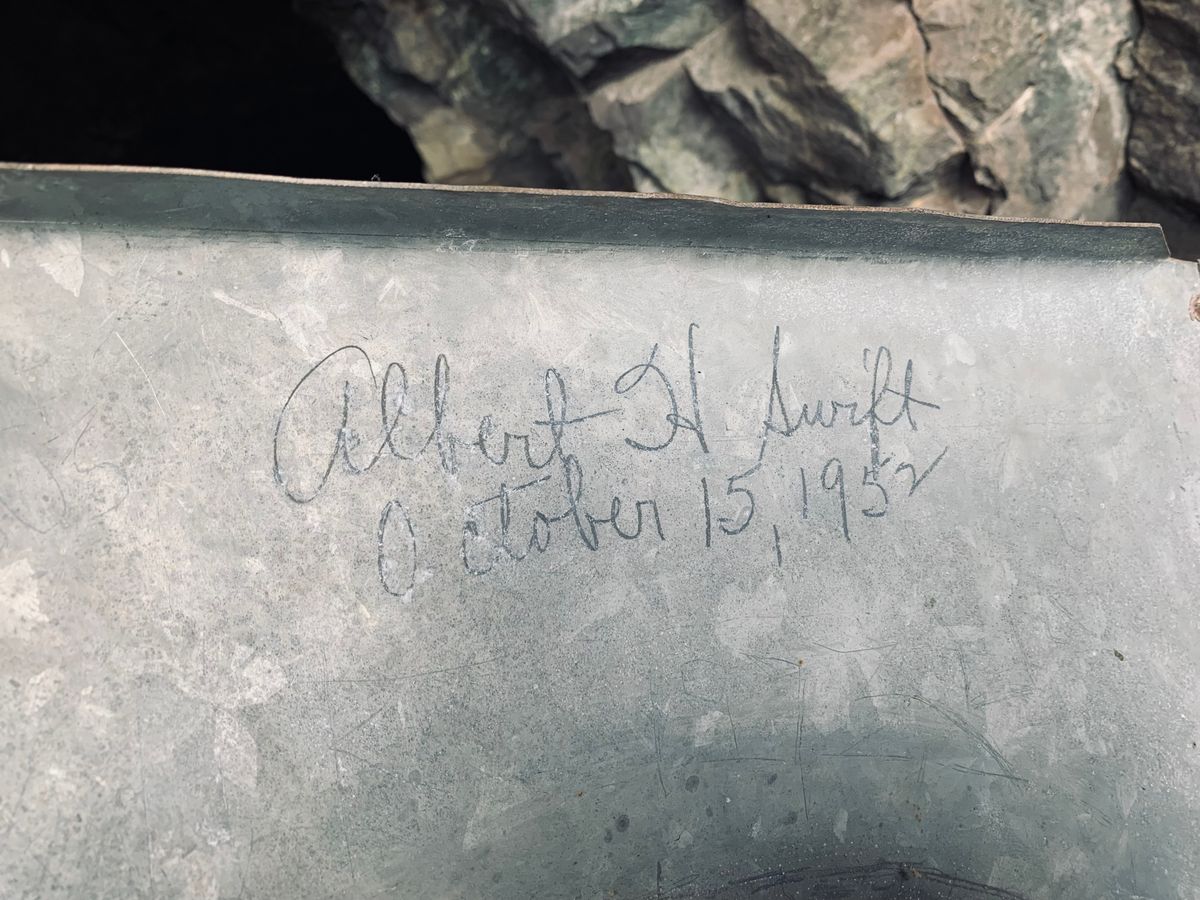 Albert H. Swift
October 15, 1952